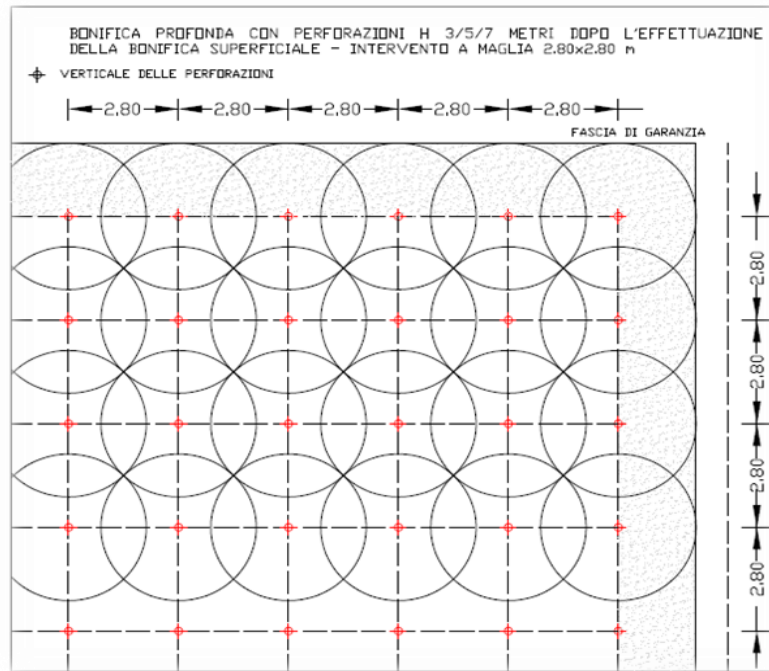 BONIFICA PROFONDA CON PERFORAZIONI H 3/5/7 METRI DOPO L'EFFETTUAZIONE
DELLA BONIFICA SUPERFICIALE - INTERVENTO A MAGLIA 2.80x2.80 m
VERTICALE DELLE PERFORAZIONI
2.80 2.80 2.80 2.80 2.80
FASCIA DI GARANZIA
2.80
2.80
2.80
2.80